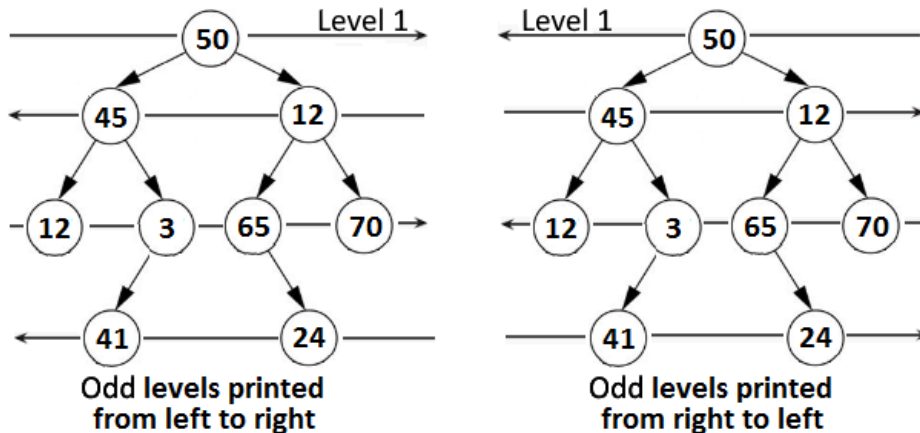 Level 1
50
45 12
12 3 65 70
41 24
Odd levels printed
from left to right
Level 1
50
45 12
12 3 65 70
41 24
Odd levels printed
from right to left